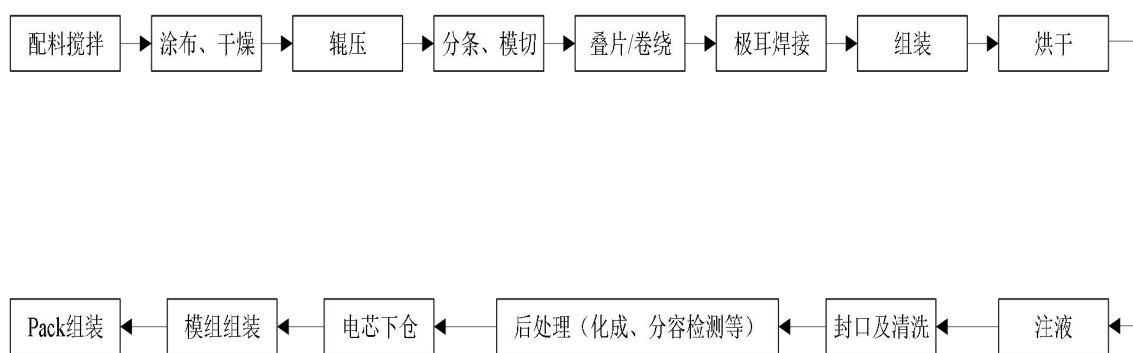 配料搅拌
涂布、干燥
辊压
分条、模切
叠片/卷绕
极耳焊接
组装
烘干
注液
封口及清洗
后处理（化成、分容检测等）
电芯下仓
模组组装
Pack组装